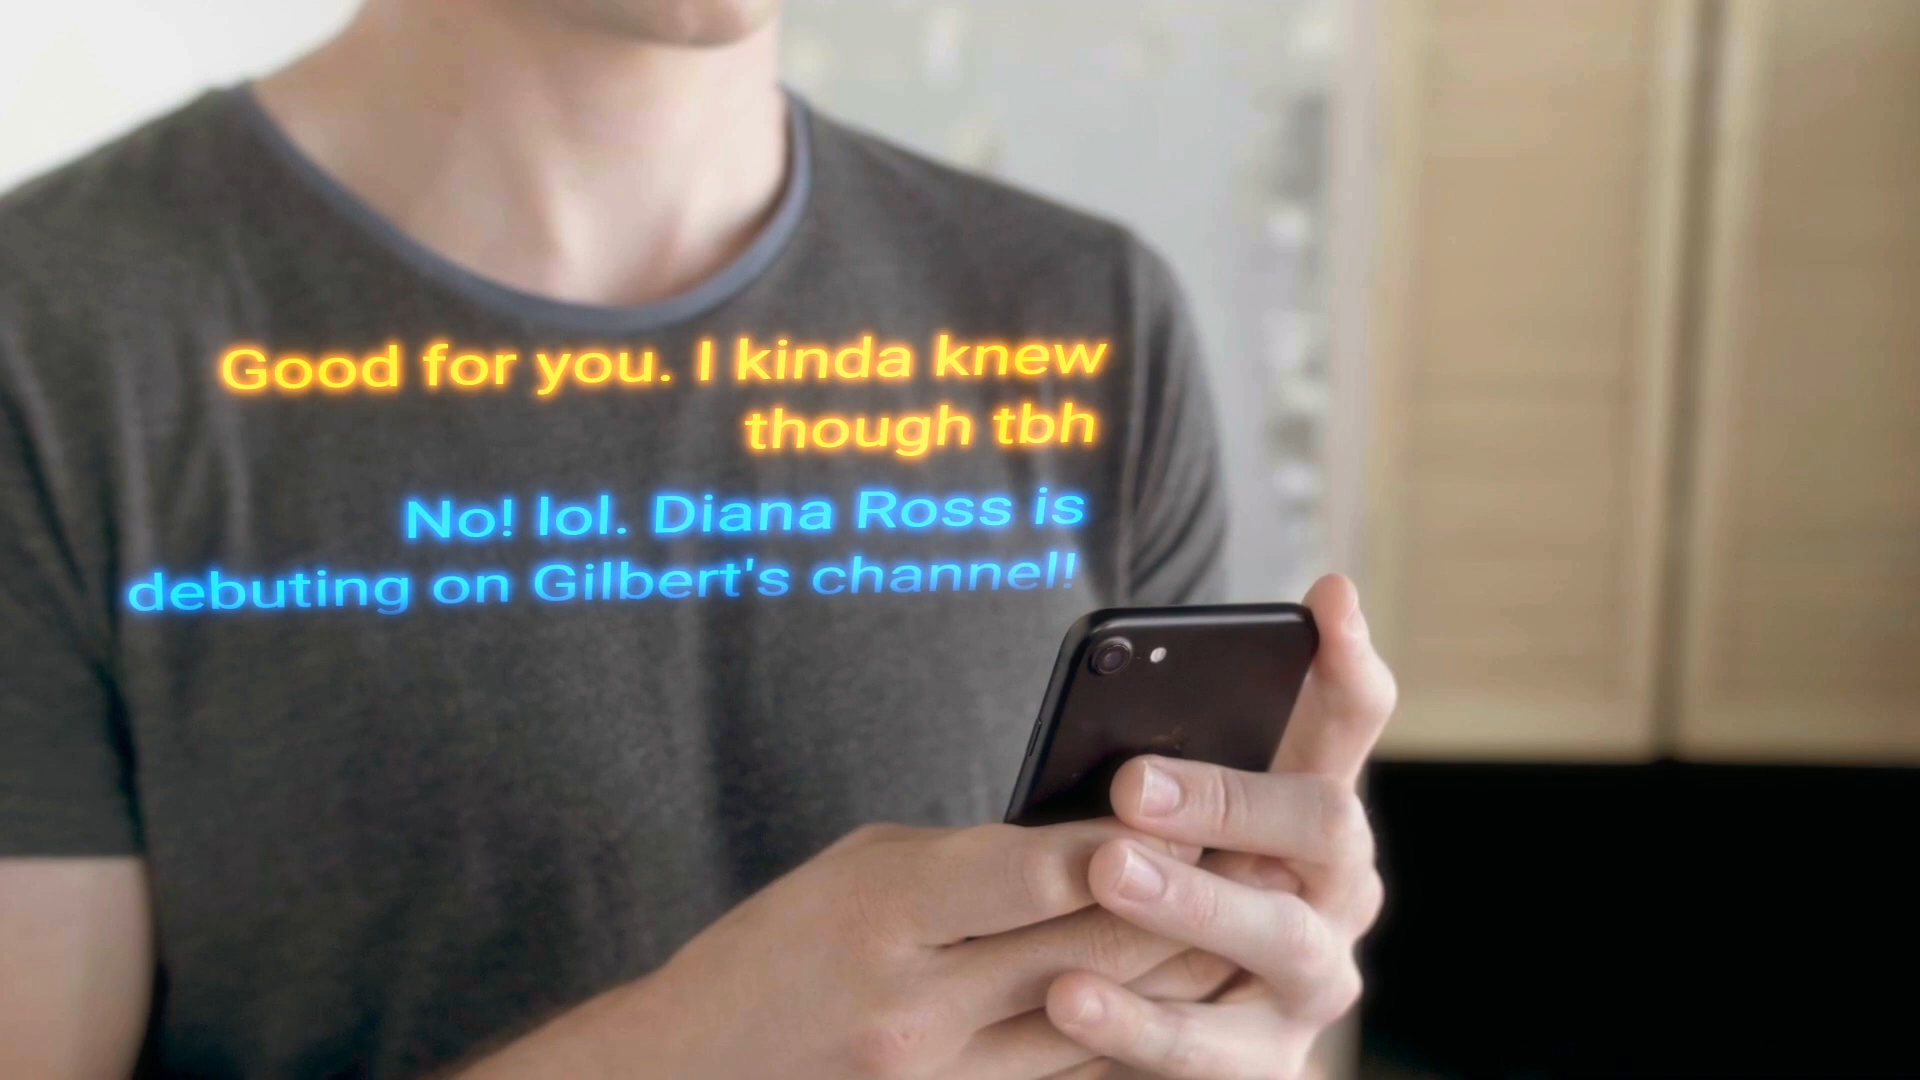 Good for you. I kinda knew
though tbh
No! lol. Diana Ross is
debuting on Gilbert's channel!